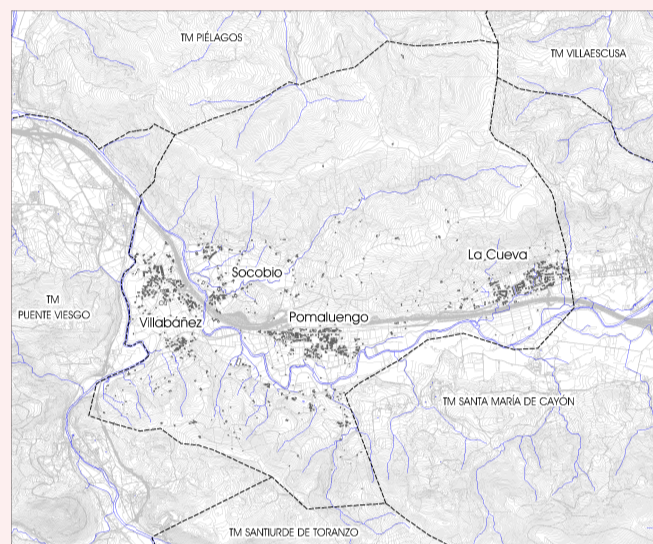 TM PIÉLAGOS
TM VILLAESCUSA
La Cueva
Socobio
TM
PUENTE VIESGO
Villabáñez
Pomaluengo
TM SANTA MARÍA DE CAYÓN
TM SANTIURDE DE TORANZO